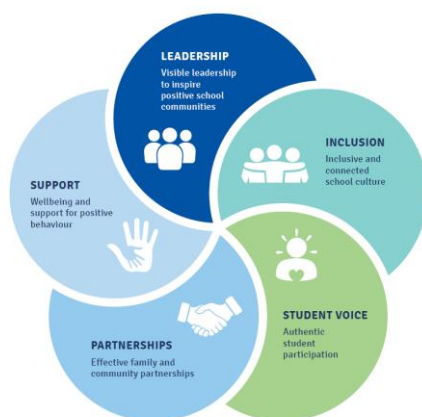 LEADERSHIP
Visible leadership
to inspire
positive school
communities
INCLUSION
Inclusive and
connected
school culture
STUDENT VOICE
Authentic
student
participation
PARTNERSHIPS
Effective family and
community partnerships
SUPPORT
Wellbeing and
support for positive
behaviour